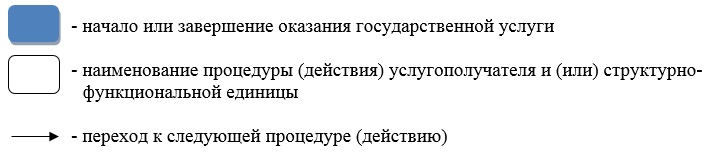 - начало или завершение оказания государственной услуги
- наименование процедуры (действия) услугополучателя и (или) структурно-
функциональной единицы
- переход к следующей процедуре (действию)